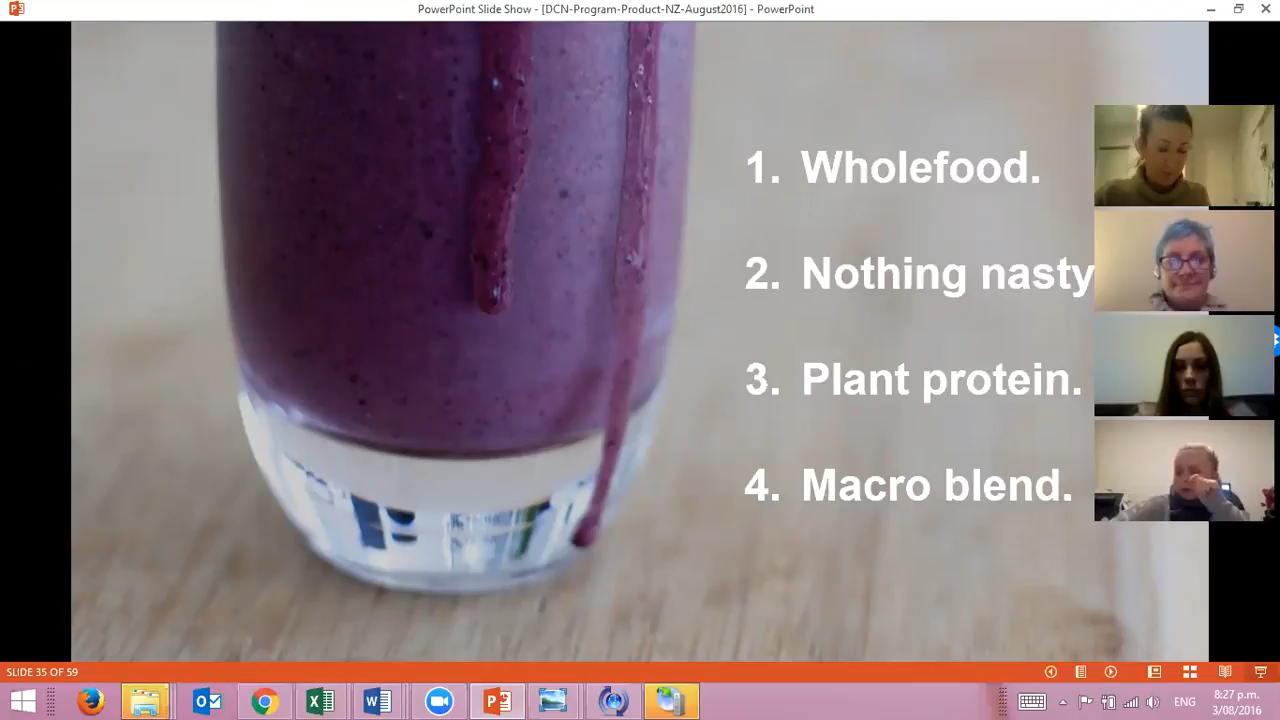 PowerPoint Slide Show - [DCN-Program-Product-NZ-August2016] - PowerPoint
1. Wholefood.
2. Nothing nasty
3. Plant protein.
4. Macro blend.
SLIDE 35 OF 59
ENG
8:27 p.m.
3/08/2016